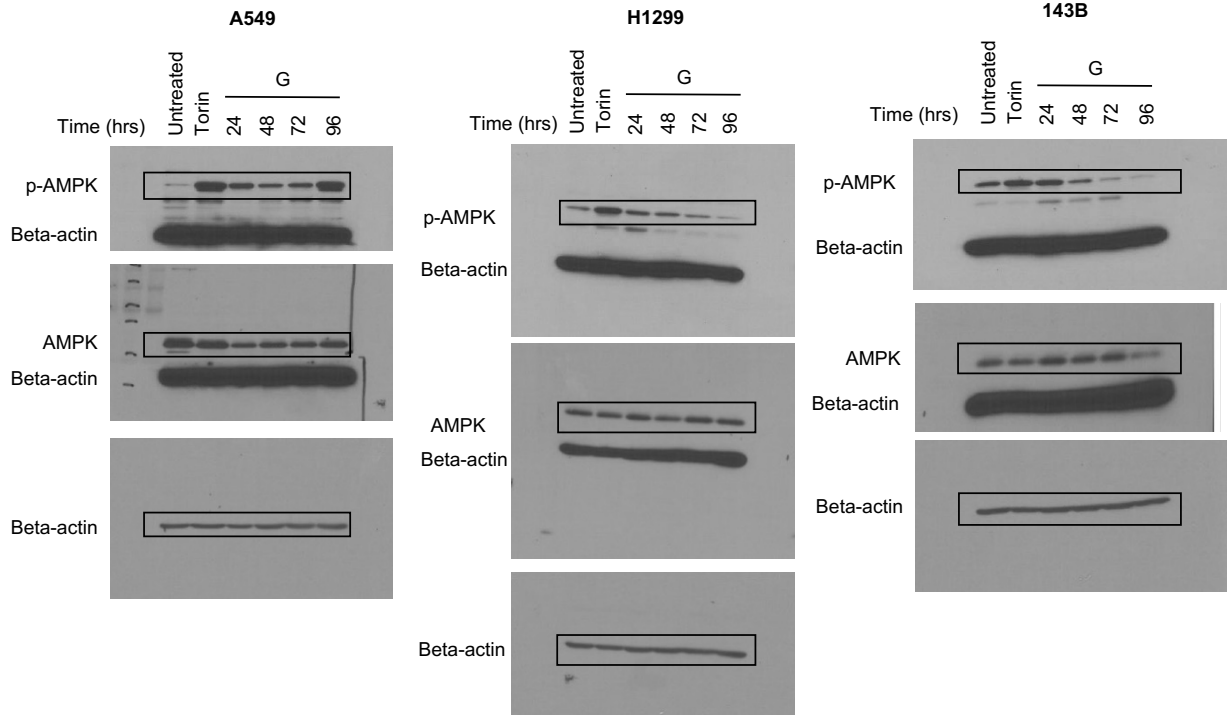 A549
Untreated
Torin
G
Time (hrs)
24
48
72
96
p-AMPK
Beta-actin
AMPK
Beta-actin
Beta-actin
H1299
Untreated
Torin
G
Time (hrs)
24
48
72
96
p-AMPK
Beta-actin
AMPK
Beta-actin
Beta-actin
143B
Untreated
Torin
G
Time (hrs)
24
48
72
96
p-AMPK
Beta-actin
AMPK
Beta-actin
Beta-actin